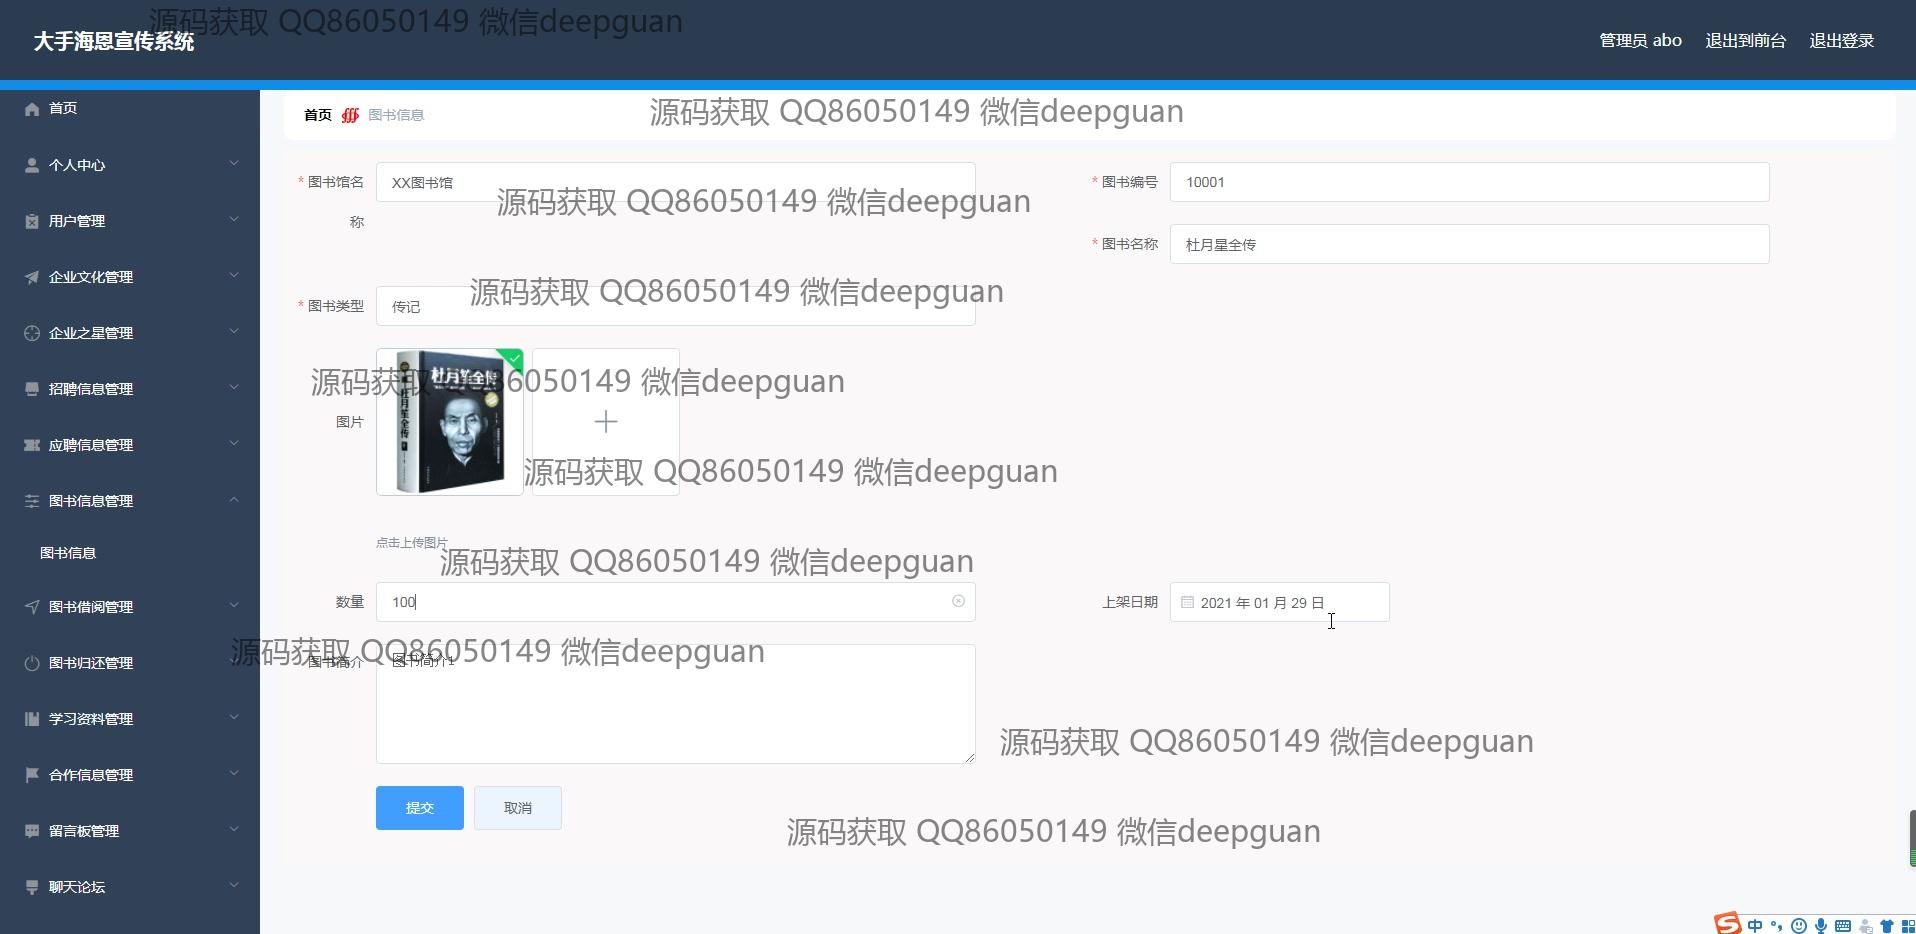 源码获取 QQ86050149 微信deepguan
大手海恩宣传系统
管理员 abo 退出到前台 退出登录
首页
个人中心
用户管理
企业文化管理
企业之星管理
招聘信息管理
应聘信息管理
图书信息管理
图书信息
图书借阅管理
图书归还管理
学习资料管理
合作信息管理
留言板管理
聊天论坛
首页 图书信息
源码获取 QQ86050149 微信deepguan
* 图书馆名称 XX图书馆
* 图书编号 10001
源码获取 QQ86050149 微信deepguan
* 图书名称 杜月星全传
源码获取 QQ86050149 微信deepguan
* 图书类型 传记
源码获取 QQ86050149 微信deepguan
图片
杜月笙全传
杜月笙全传
源码获取 QQ86050149 微信deepguan
点击上传图片
源码获取 QQ86050149 微信deepguan
数量 100
上架日期 2021 年 01 月 29 日
源码获取 QQ86050149 微信deepguan
图书简介 图书简介1
源码获取 QQ86050149 微信deepguan
提交 取消
源码获取 QQ86050149 微信deepguan
S 中